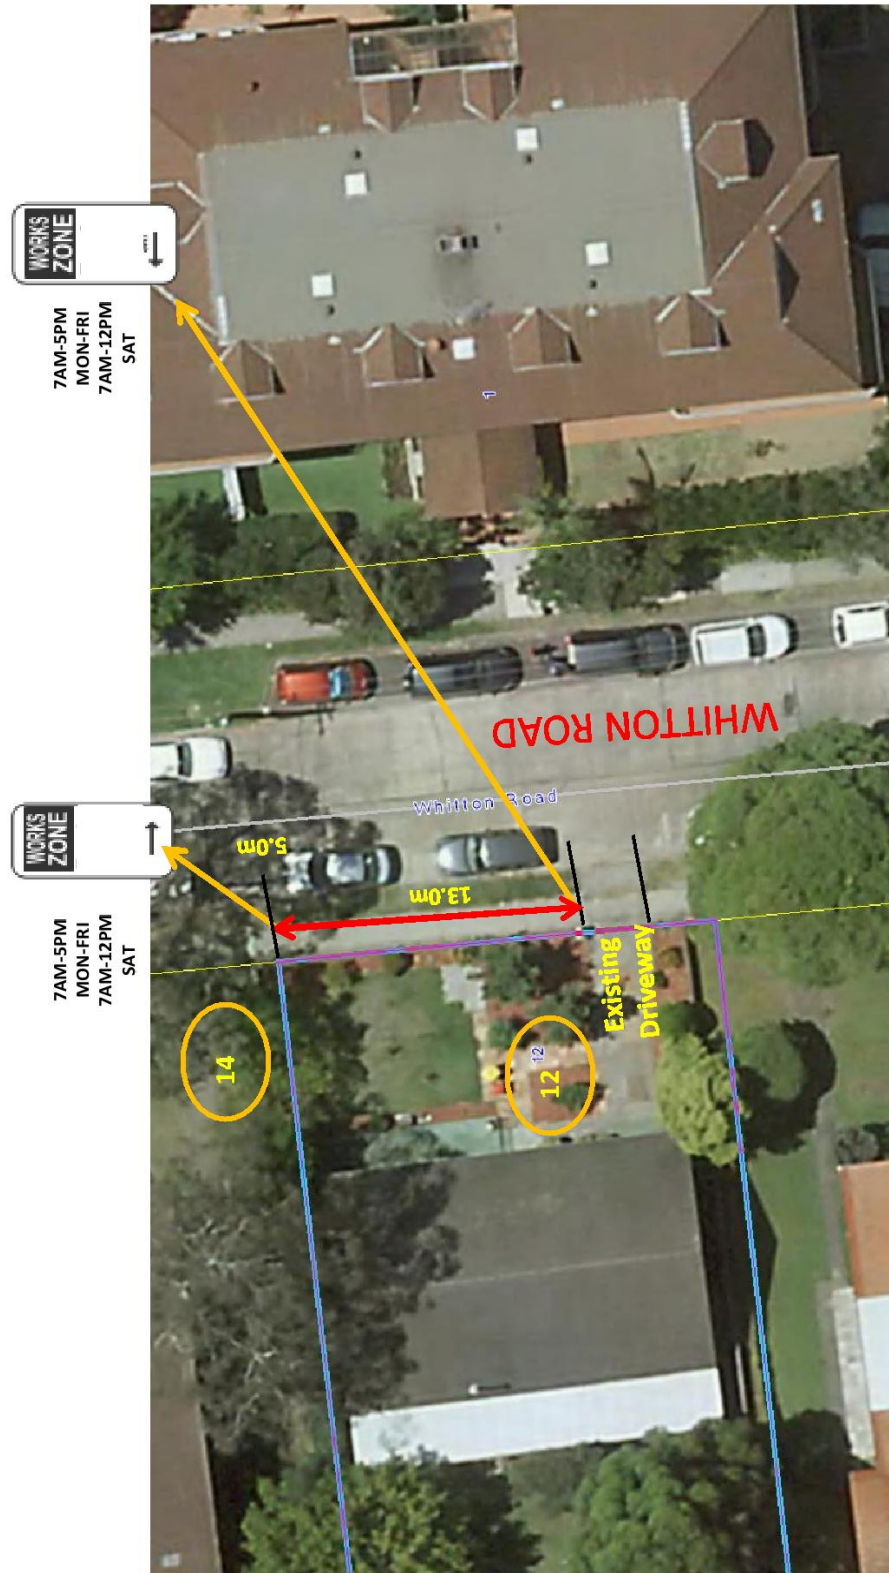 WORKS
ZONE
7AM-5PM
MON-FRI
7AM-12PM
SAT
WORKS
ZONE
7AM-5PM
MON-FRI
7AM-12PM
SAT
1
WHITTON ROAD
Whitton Road
5.0m
13.0m
Existing
Driveway
14
12
12